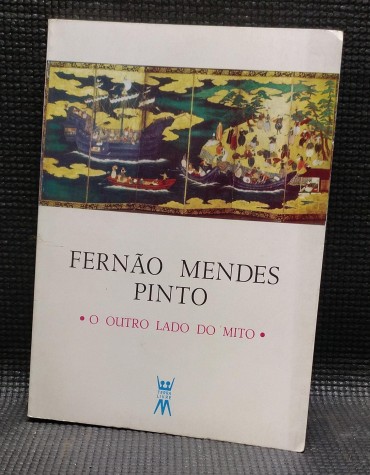 FERNÃO MENDES
PINTO
• O OUTRO LADO DO MITO •